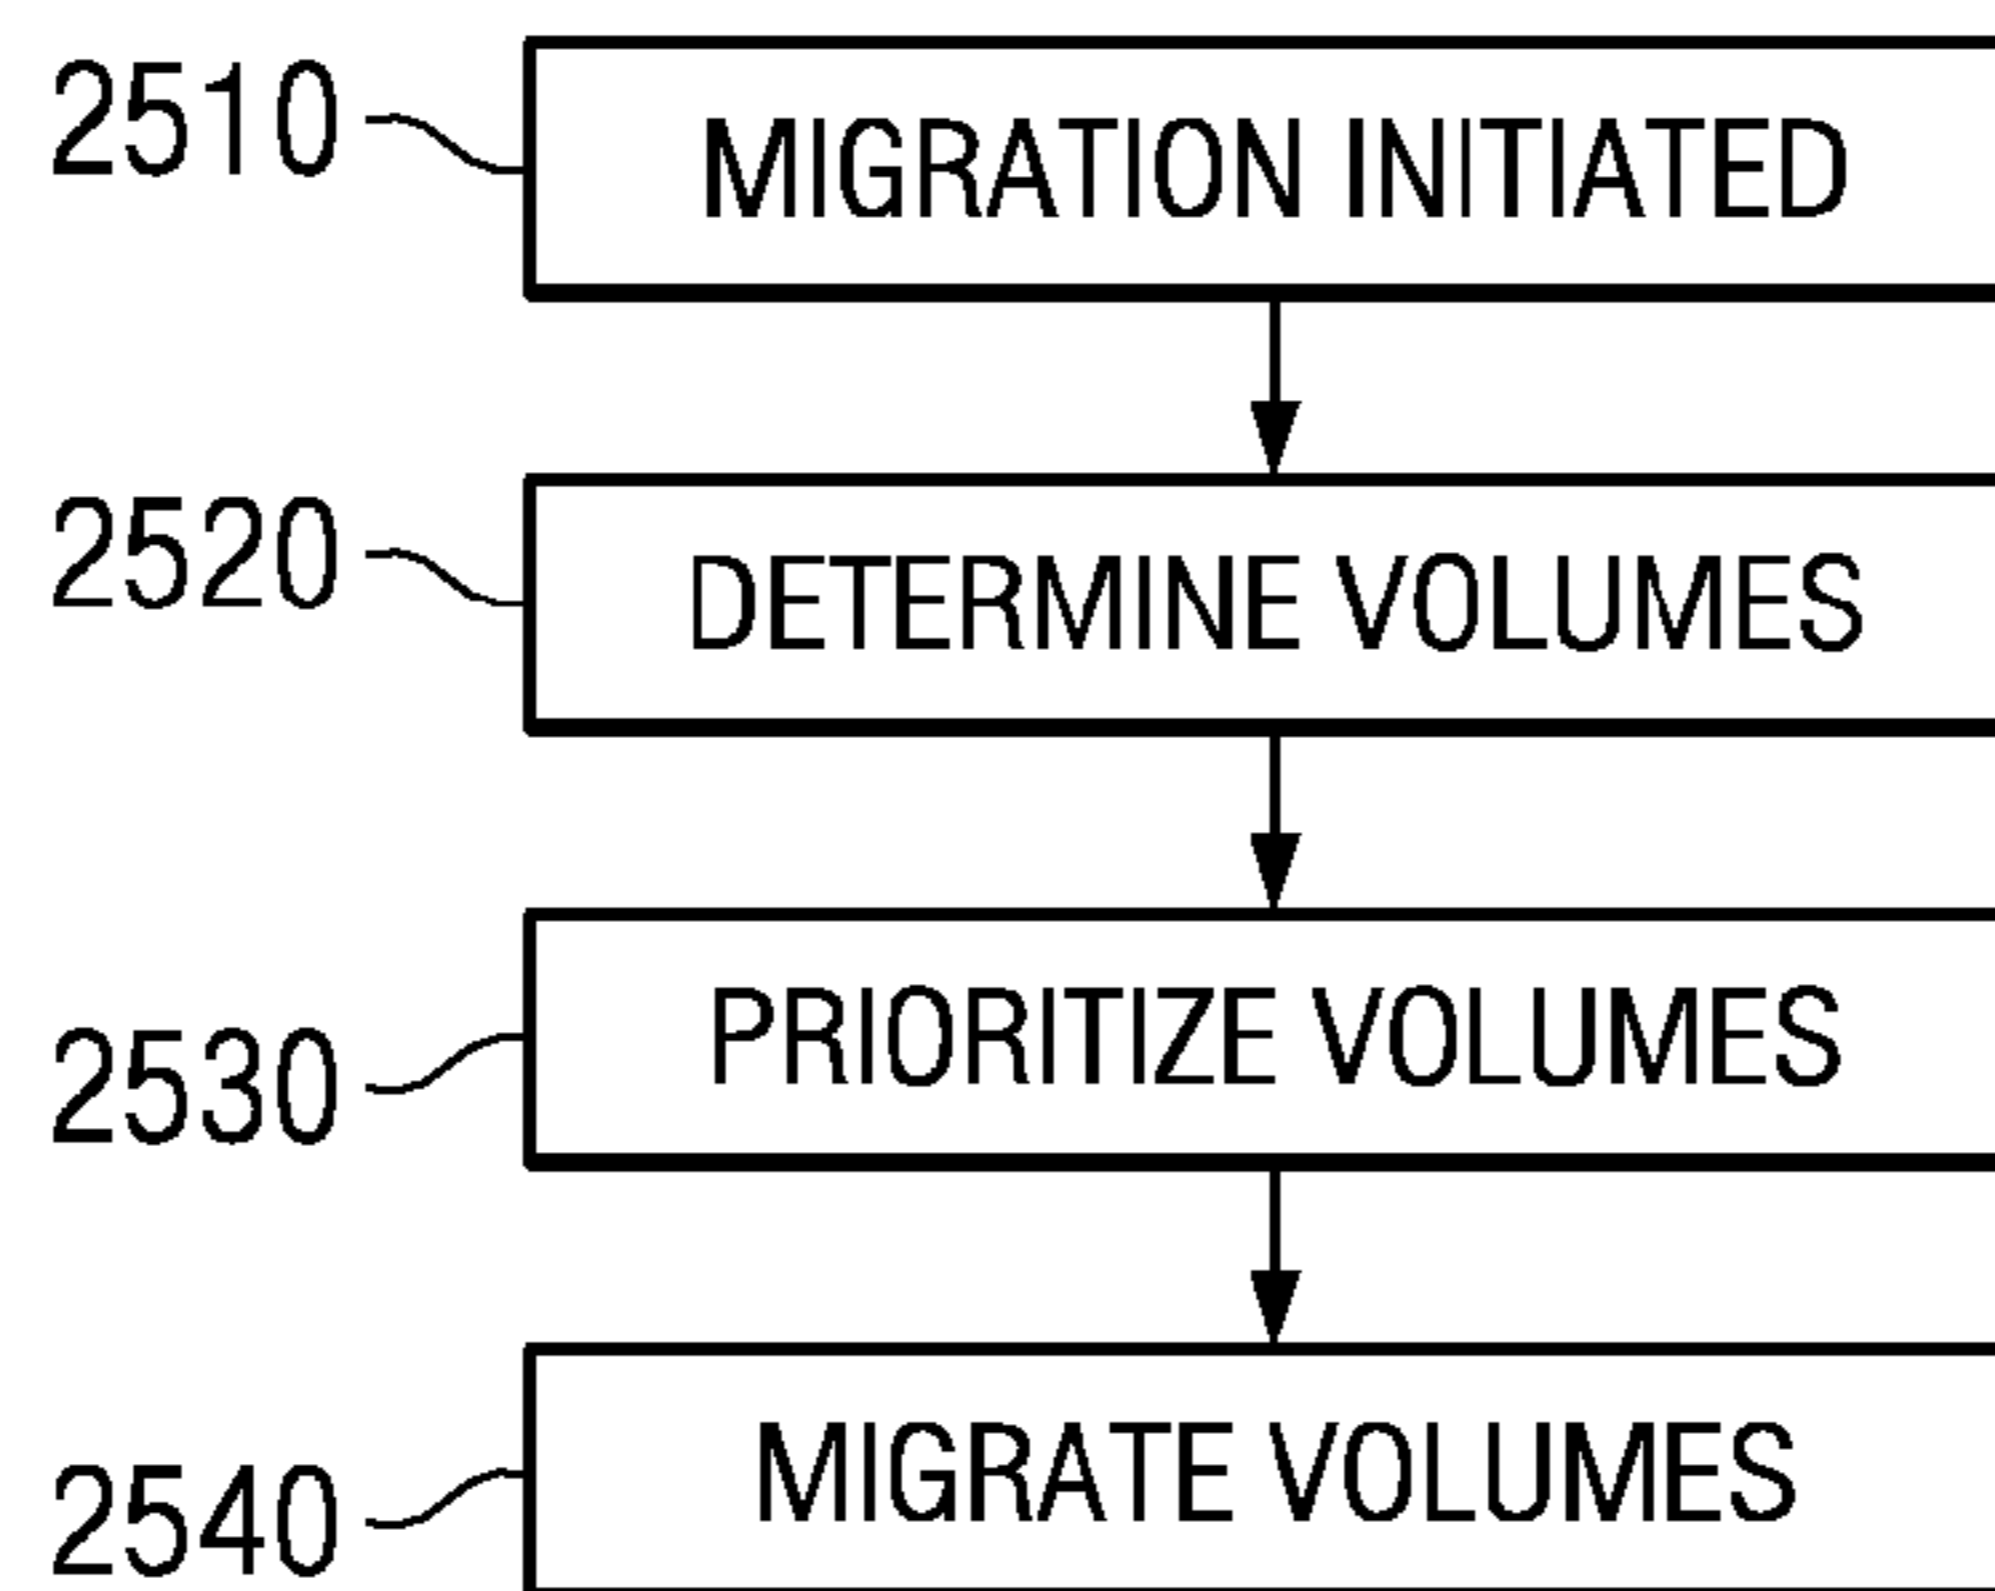 2510 MIGRATION INITIATED
2520 DETERMINE VOLUMES
2530 PRIORITIZE VOLUMES
2540 MIGRATE VOLUMES